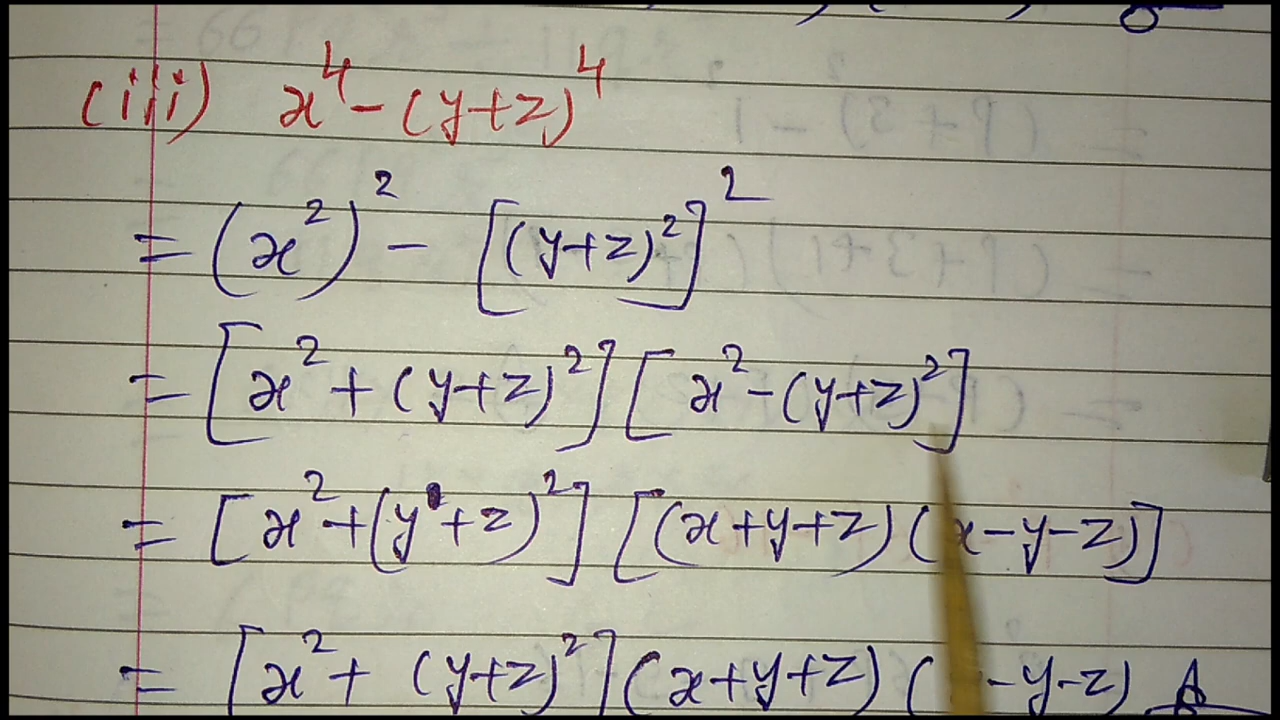 (iii) x⁴-(y+z)⁴
= (x²)² - [(y+z)²]²
= [x²+(y+z)²][x²-(y+z)²]
= [x²+(y+z)²][(x+y+z)(x-y-z)]
= [x²+ (y+z)²](x+y+z)( -y-z)